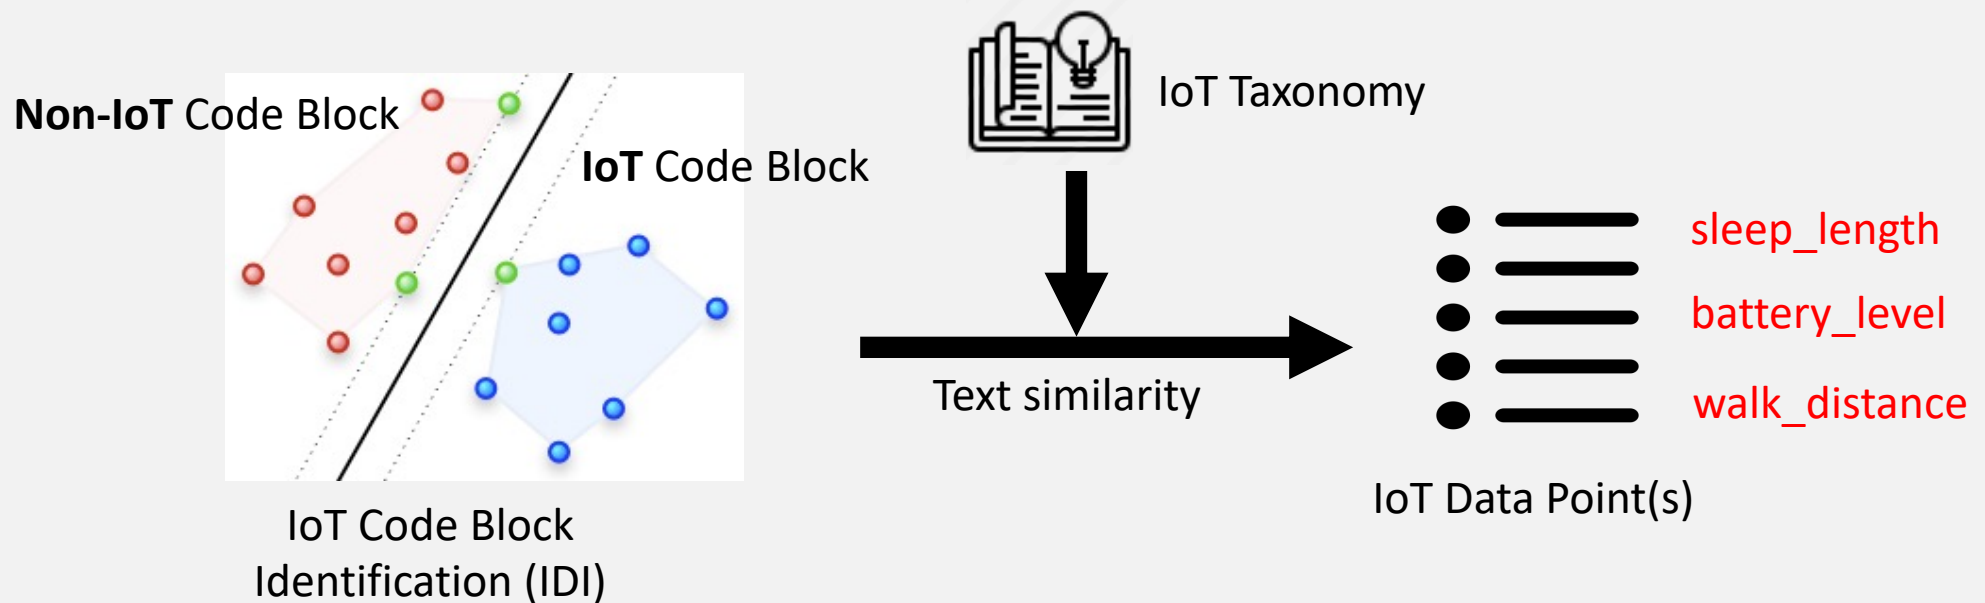 Non-IoT Code Block
IoT Code Block
IoT Code Block
Identification (IDI)
IoT Taxonomy
Text similarity
sleep_length
battery_level
walk_distance
IoT Data Point(s)